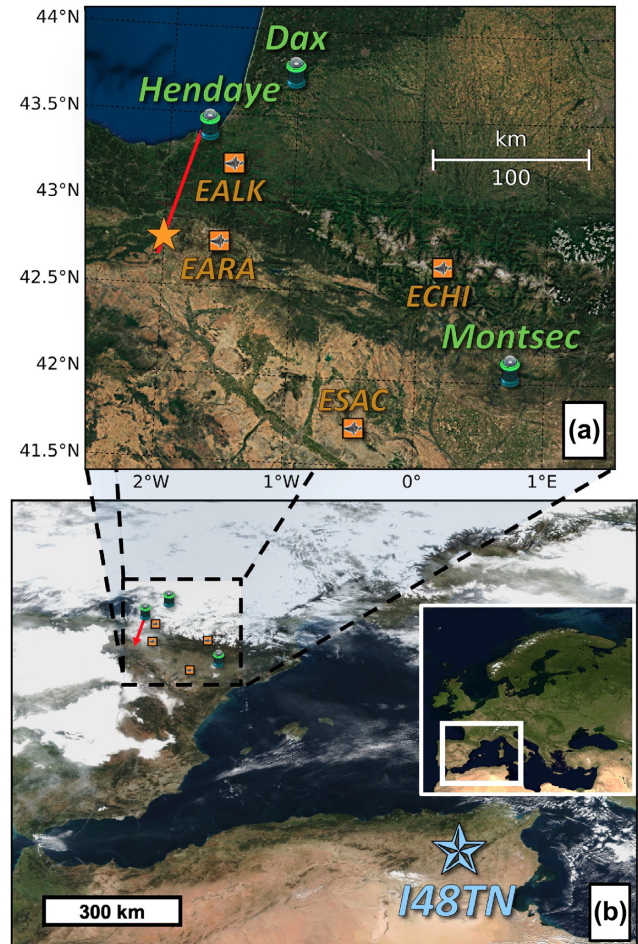 44°N
Dax
Hendaye
43.5°N
km
100
43°N
EALK
EARA
ECHI
42.5°N
Montsec
42°N
ESAC
(a)
41.5°N
2°W
1°W
0°
1°E
I48TN
300 km
(b)